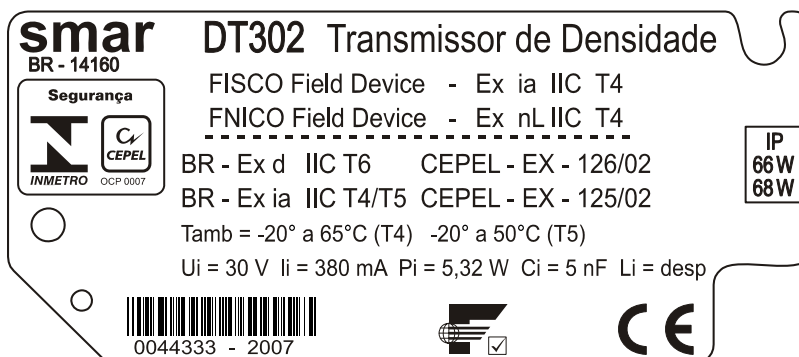 smar
BR - 14160
DT302 Transmissor de Densidade
Segurança
INMETRO
CEPEL
OCP 0007
FISCO Field Device - Ex ia IIC T4
FNICO Field Device - Ex nL IIC T4
BR - Ex d IIC T6 CEPEL - EX - 126/02
BR - Ex ia IIC T4/T5 CEPEL - EX - 125/02
Tamb = -20° a 65°C (T4) -20° a 50°C (T5)
Ui = 30 V Ii = 380 mA Pi = 5,32 W Ci = 5 nF Li = desp
IP
66W
68W
0044333 - 2007
CE